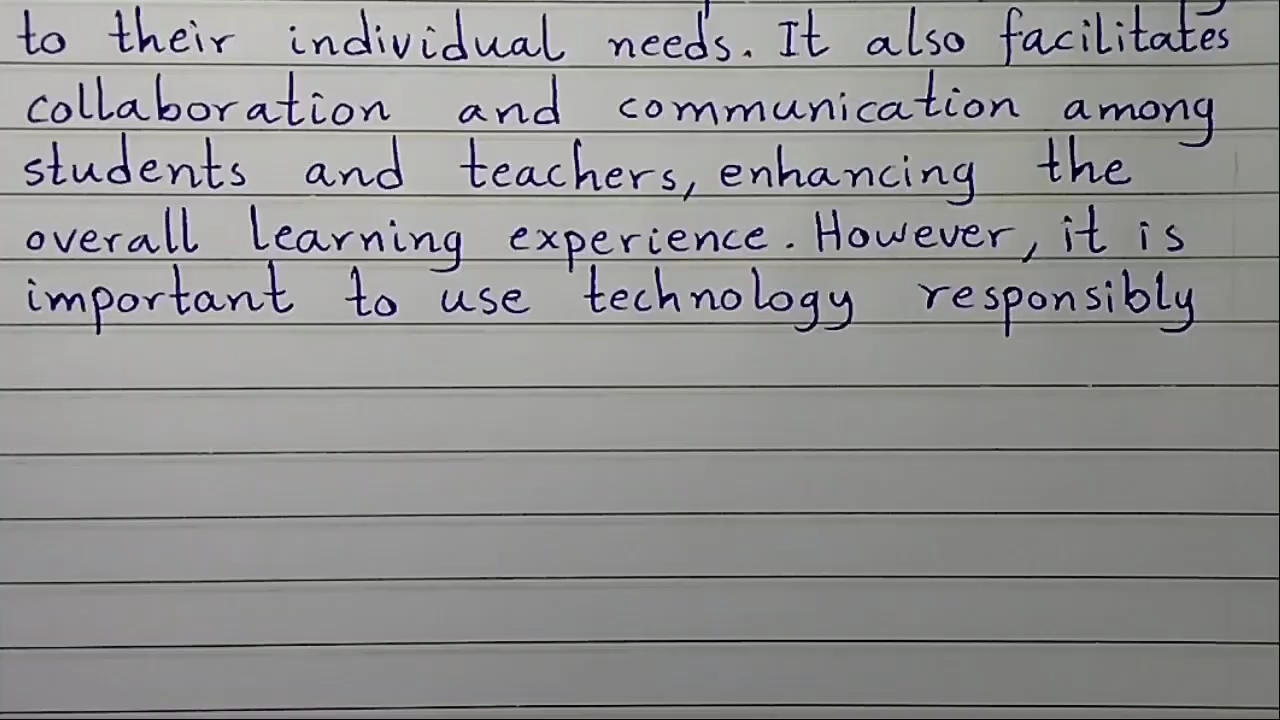 to their individual needs. It also facilitates
collaboration and communication among
students and teachers, enhancing the
overall learning experience. However, it is
important to use technology responsibly